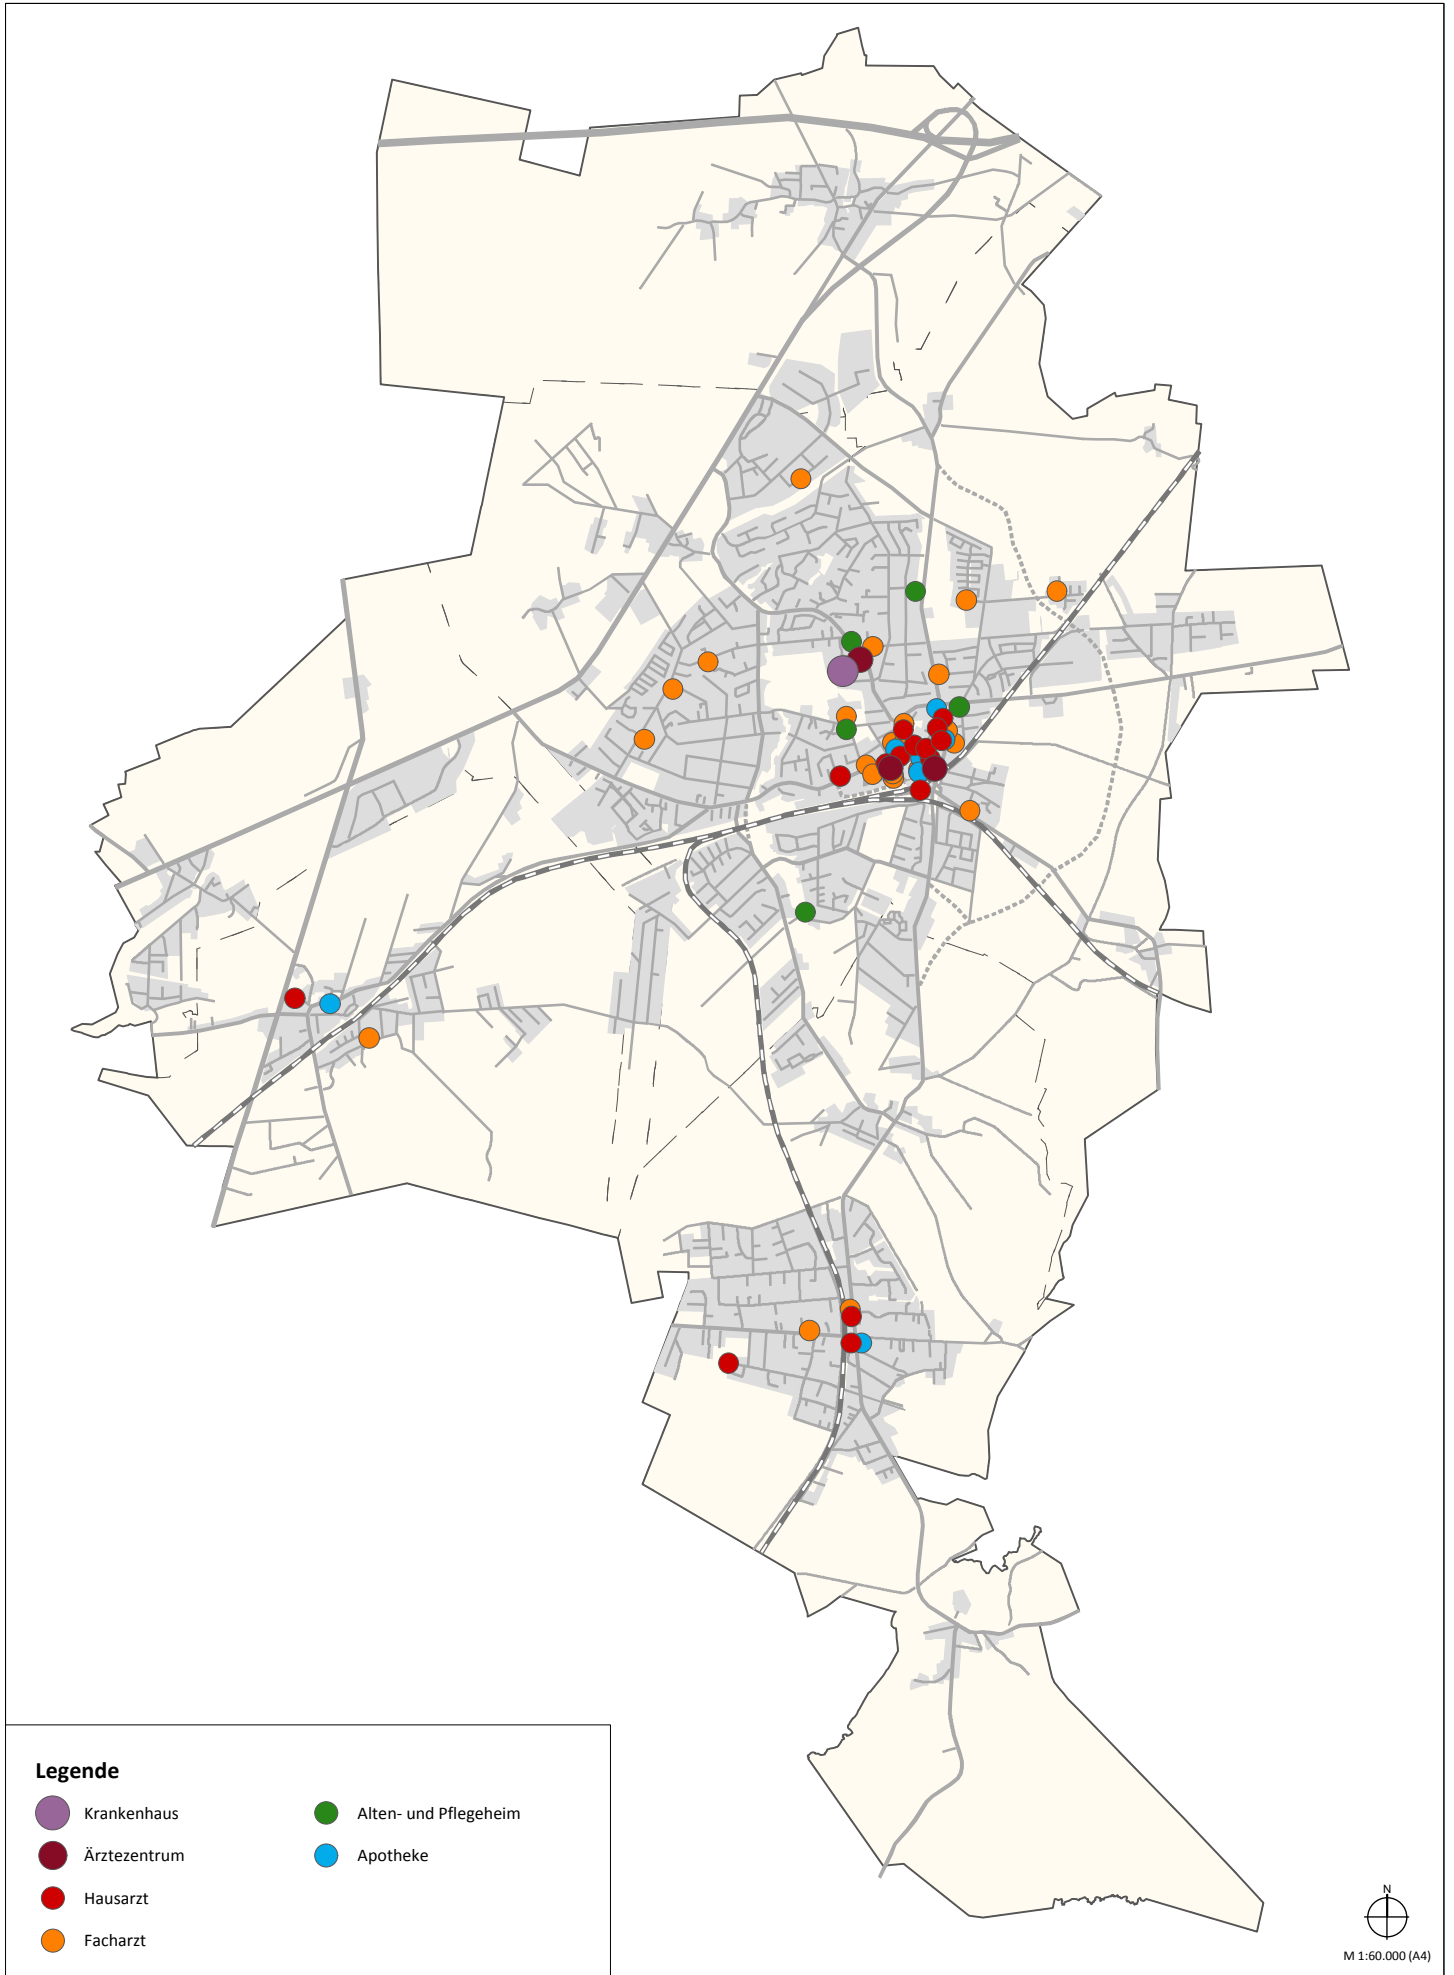 Legende
Krankenhaus
Ärztezentrum
Hausarzt
Facharzt
Alten- und Pflegeheim
Apotheke
N
M 1:60.000 (A4)